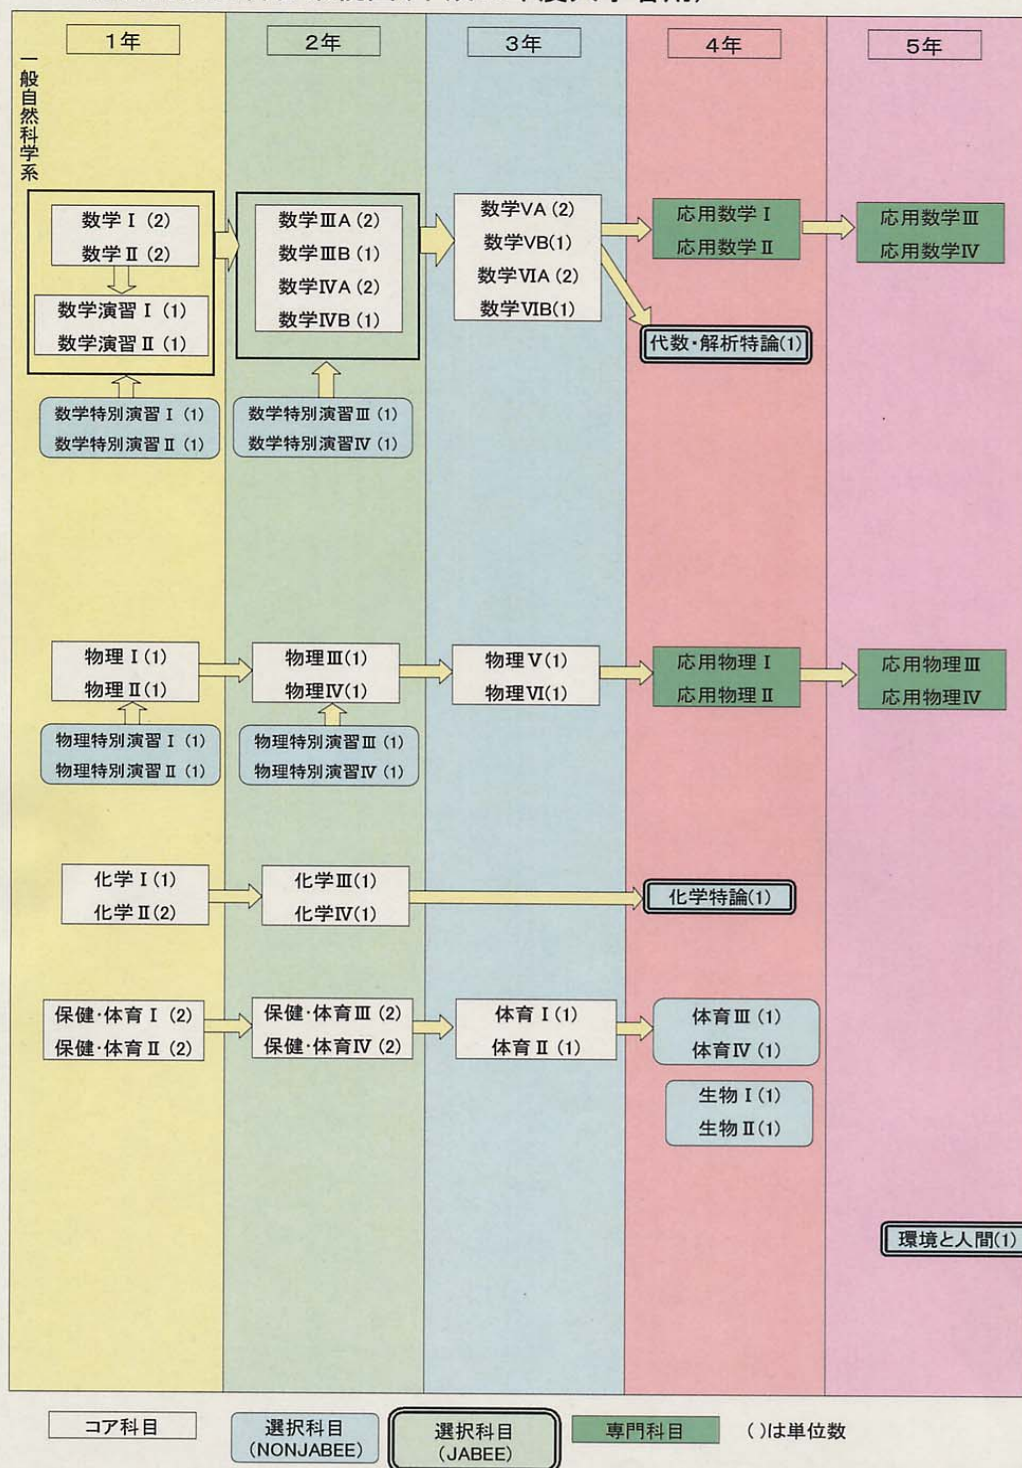 1年
2年
3年
4年
5年
一般自然科学系
数学Ⅰ(2)
数学Ⅱ(2)
数学演習Ⅰ(1)
数学演習Ⅱ(1)
数学特別演習Ⅰ(1)
数学特別演習Ⅱ(1)
数学ⅢA(2)
数学ⅢB(1)
数学ⅣA(2)
数学ⅣB(1)
数学特別演習Ⅲ(1)
数学特別演習Ⅳ(1)
数学ⅤA(2)
数学ⅤB(1)
数学ⅥA(2)
数学ⅥB(1)
応用数学Ⅰ
応用数学Ⅱ
代数・解析特論(1)
応用数学Ⅲ
応用数学Ⅳ
物理Ⅰ(1)
物理Ⅱ(1)
物理特別演習Ⅰ(1)
物理特別演習Ⅱ(1)
物理Ⅲ(1)
物理Ⅳ(1)
物理特別演習Ⅲ(1)
物理特別演習Ⅳ(1)
物理Ⅴ(1)
物理Ⅵ(1)
応用物理Ⅰ
応用物理Ⅱ
応用物理Ⅲ
応用物理Ⅳ
化学Ⅰ(1)
化学Ⅱ(2)
化学Ⅲ(1)
化学Ⅳ(1)
化学特論(1)
保健・体育Ⅰ(2)
保健・体育Ⅱ(2)
保健・体育Ⅲ(2)
保健・体育Ⅳ(2)
体育Ⅰ(1)
体育Ⅱ(1)
体育Ⅲ(1)
体育Ⅳ(1)
生物Ⅰ(1)
生物Ⅱ(1)
環境と人間(1)
コア科目
選択科目
(NONJABEE)
選択科目
(JABEE)
専門科目
( )は単位数